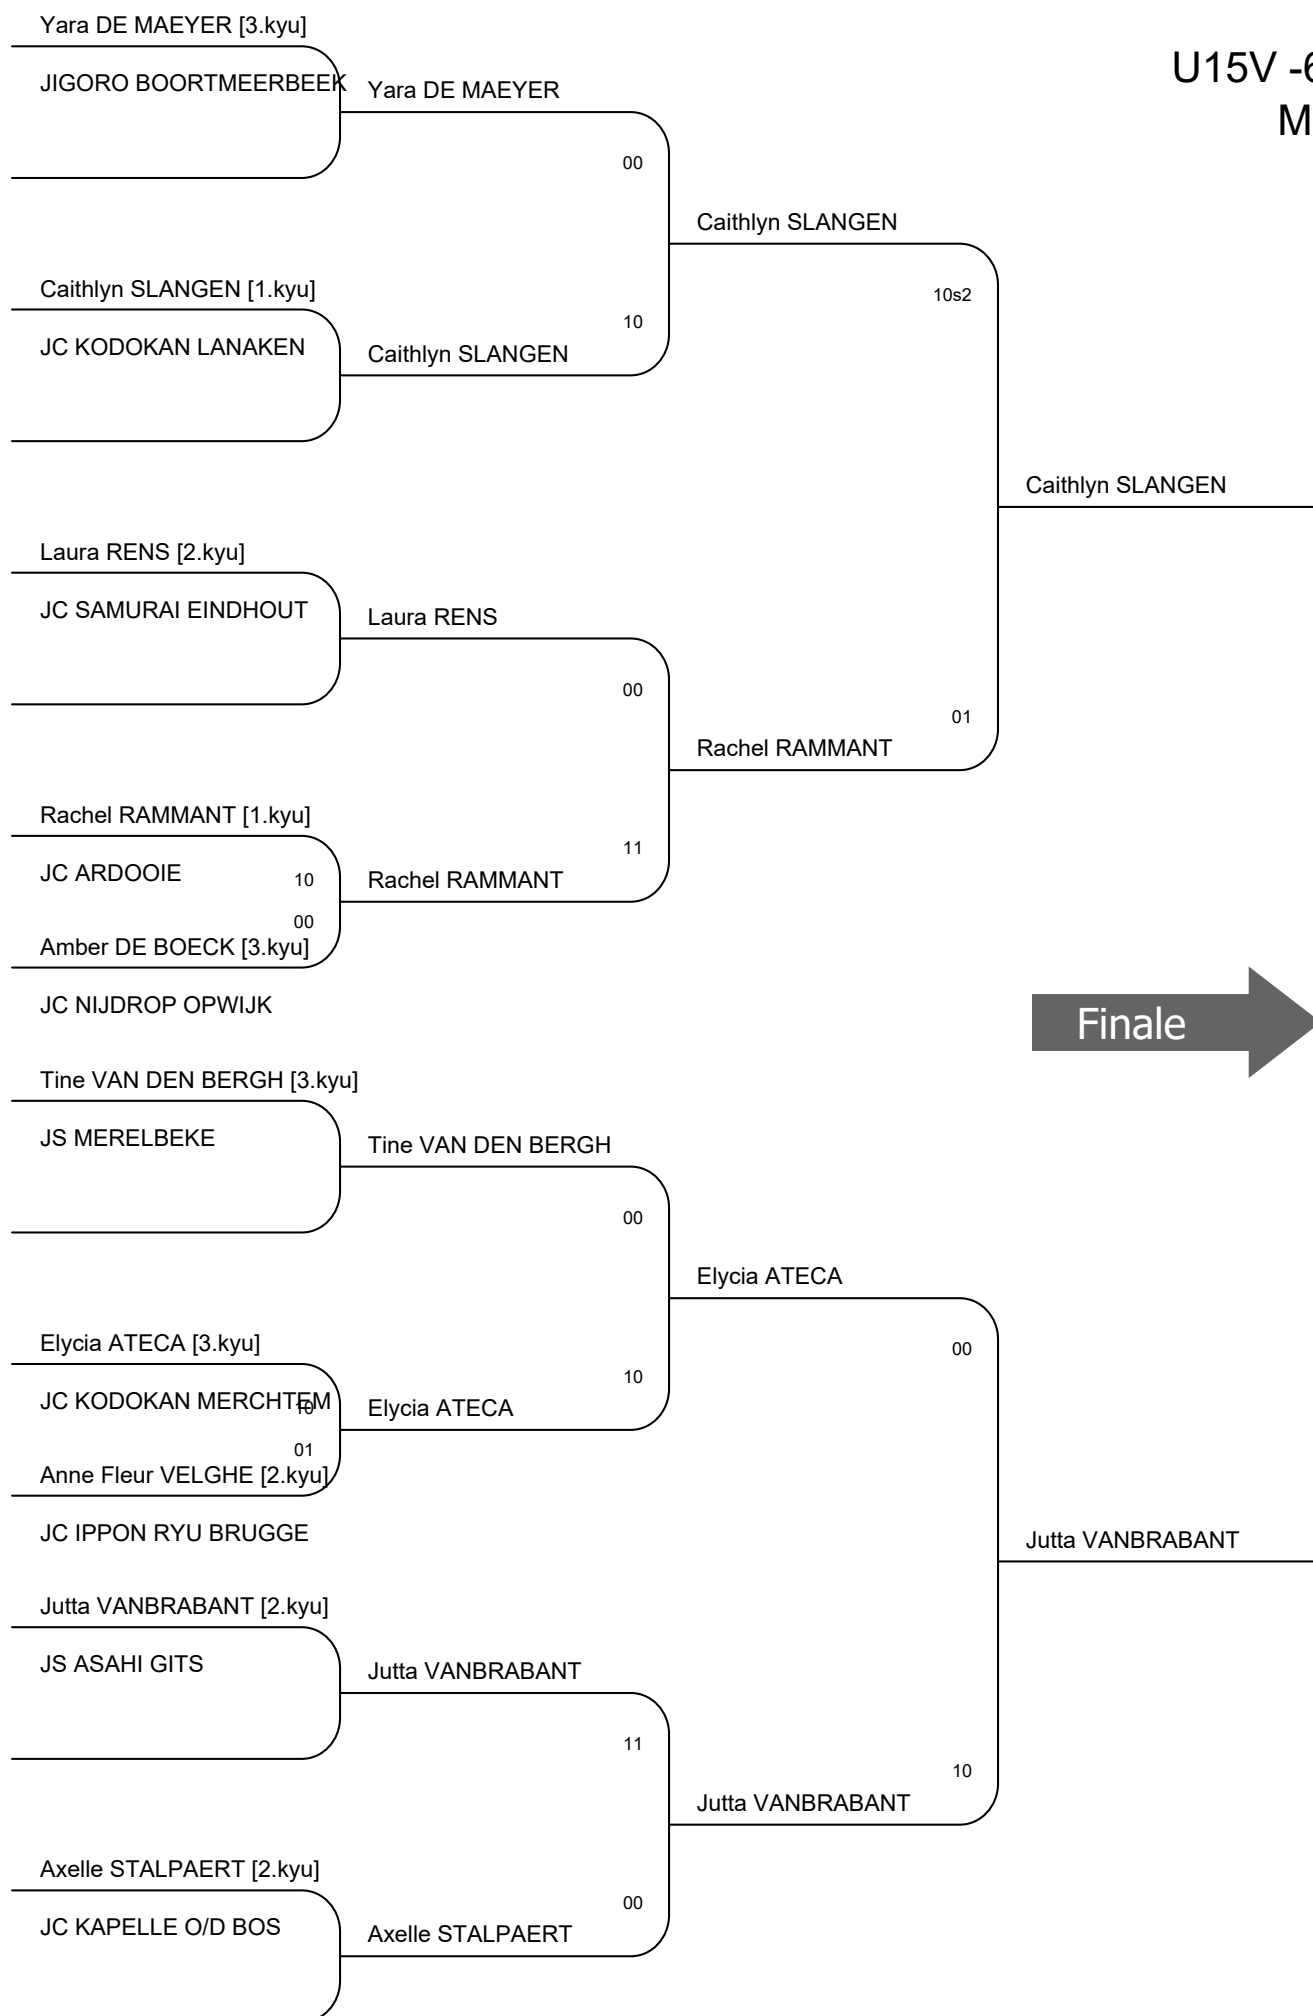 Yara DE MAEYER [3.kyu]
JIGORO BOORTMEERBEEK
Yara DE MAEYER
U15V -6
M
00
Caithlyn SLANGEN
Caithlyn SLANGEN [1.kyu]
10s2
10
JC KODOKAN LANAKEN
Caithlyn SLANGEN
Caithlyn SLANGEN
Laura RENS [2.kyu]
JC SAMURAI EINDHOUT
Laura RENS
00
01
Rachel RAMMANT
Rachel RAMMANT [1.kyu]
11
JC ARDOOIE
10
Rachel RAMMANT
00
Amber DE BOECK [3.kyu]
JC NIJDROP OPWIJK
Finale
Tine VAN DEN BERGH [3.kyu]
JS MERELBEKE
Tine VAN DEN BERGH
00
Elycia ATECA
Elycia ATECA [3.kyu]
00
10
JC KODOKAN MERCHTEM
10
Elycia ATECA
01
Anne Fleur VELGHE [2.kyu]
JC IPPON RYU BRUGGE
Jutta VANBRABANT
Jutta VANBRABANT [2.kyu]
JS ASAHI GITS
Jutta VANBRABANT
11
10
Jutta VANBRABANT
Axelle STALPAERT [2.kyu]
00
JC KAPELLE O/D BOS
Axelle STALPAERT